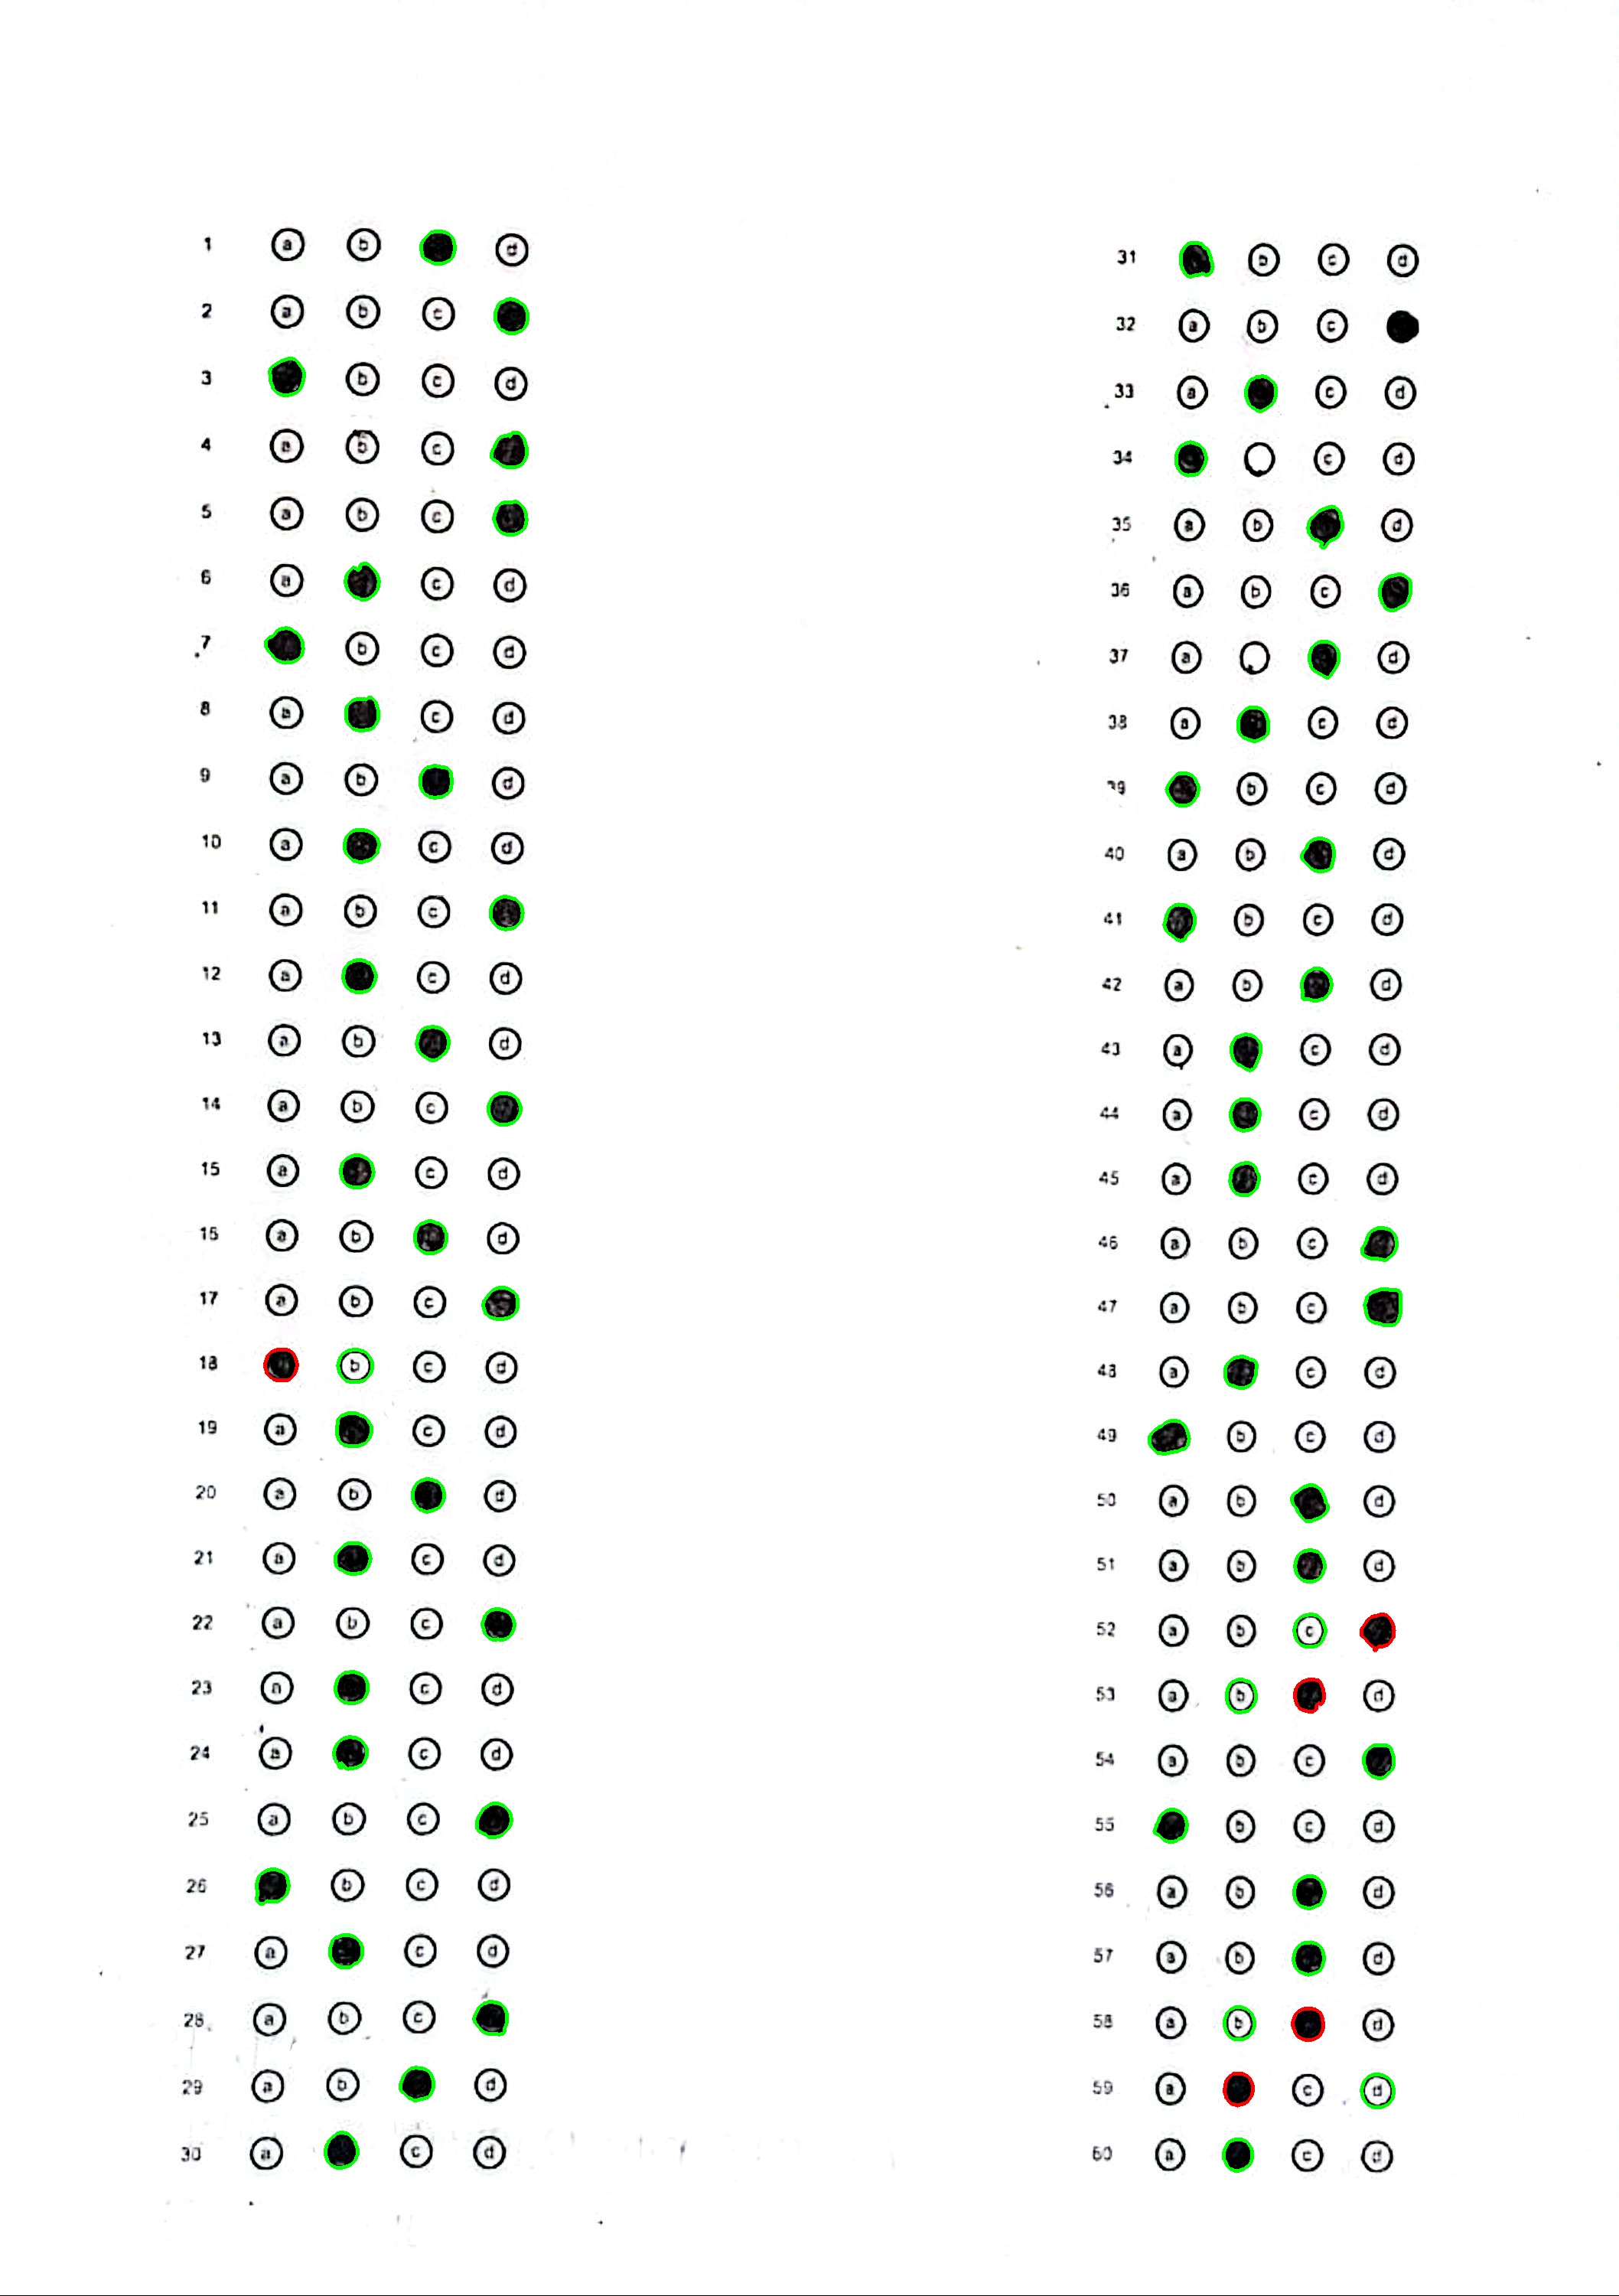 1 a b d
2 a b c
3 b c d
4 a b c
5 a b c
6 a c d
7 b c d
8 a c d
9 a b d
10 a c d
11 a b c
12 a c d
13 a b d
14 a b c
15 a c d
16 a b d
17 a b c
18 b c d
19 a c d
20 a b d
21 a c d
22 a b c
23 a c d
24 a c d
25 a b c
26 b c d
27 a c d
28 a b c
29 a b d
30 a c d
31 b c d
32 a b c
33 a c d
34 c d
35 a b d
36 a b c
37 a d
38 a c d
39 b c d
40 a b d
41 b c d
42 a b d
43 a c d
44 a c d
45 a c d
46 a b c
47 a b c
48 a c d
49 b c d
50 a b d
51 a b d
52 a b c
53 a b d
54 a b c
55 b c d
56 a b d
57 a b d
58 a b d
59 a c d
60 a c d